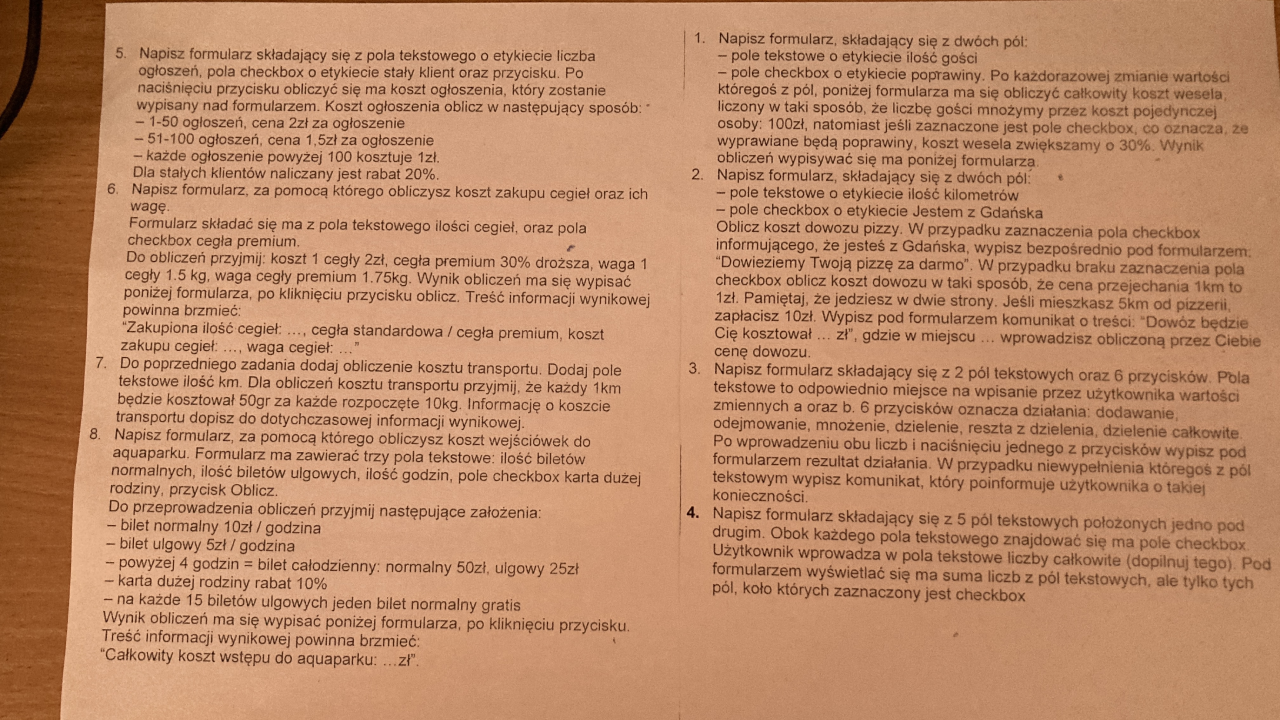 5. Napisz formularz składający się z pola tekstowego o etykiecie liczba
ogłoszeń, pola checkbox o etykiecie stały klient oraz przycisku. Po
naciśnięciu przycisku obliczyć się ma koszt ogłoszenia, który zostanie
wypisany nad formularzem. Koszt ogłoszenia oblicz w następujący sposób:
– 1-50 ogłoszeń, cena 2zł za ogłoszenie
– 51-100 ogłoszeń, cena 1,5zł za ogłoszenie
– każde ogłoszenie powyżej 100 kosztuje 1zł.
Dla stałych klientów naliczany jest rabat 20%.
6. Napisz formularz, za pomocą którego obliczysz koszt zakupu cegieł oraz ich
wagę.
Formularz składać się ma z pola tekstowego ilości cegieł, oraz pola
checkbox cegła premium.
Do obliczeń przyjmij: koszt 1 cegły 2zł, cegła premium 30% droższa, waga 1
cegły 1.5 kg, waga cegły premium 1.75kg. Wynik obliczeń ma się wypisać
poniżej formularza, po kliknięciu przycisku oblicz. Treść informacji wynikowej
powinna brzmieć:
“Zakupiona ilość cegieł: …, cegła standardowa / cegła premium, koszt
zakupu cegieł: …, waga cegieł: …”
7. Do poprzedniego zadania dodaj obliczenie kosztu transportu. Dodaj pole
tekstowe ilość km. Dla obliczeń kosztu transportu przyjmij, że każdy 1km
będzie kosztował 50gr za każde rozpoczęte 10kg. Informację o koszcie
transportu dopisz do dotychczasowej informacji wynikowej.
8. Napisz formularz, za pomocą którego obliczysz koszt wejściówek do
aquaparku. Formularz ma zawierać trzy pola tekstowe: ilość biletów
normalnych, ilość biletów ulgowych, ilość godzin, pole checkbox karta dużej
rodziny, przycisk Oblicz.
Do przeprowadzenia obliczeń przyjmij następujące założenia:
– bilet normalny 10zł / godzina
– bilet ulgowy 5zł / godzina
– powyżej 4 godzin = bilet całodzienny: normalny 50zł, ulgowy 25zł
– karta dużej rodziny rabat 10%
– na każde 15 biletów ulgowych jeden bilet normalny gratis
Wynik obliczeń ma się wypisać poniżej formularza, po kliknięciu przycisku.
Treść informacji wynikowej powinna brzmieć:
“Całkowity koszt wstępu do aquaparku: …zł”.
1. Napisz formularz, składający się z dwóch pól:
– pole tekstowe o etykiecie ilość gości
– pole checkbox o etykiecie poprawiny. Po każdorazowej zmianie wartości
któregoś z pól, poniżej formularza ma się obliczyć całkowity koszt wesela,
liczony w taki sposób, że liczbę gości mnożymy przez koszt pojedynczej
osoby: 100zł, natomiast jeśli zaznaczone jest pole checkbox, co oznacza, że
wyprawiane będą poprawiny, koszt wesela zwiększamy o 30%. Wynik
obliczeń wypisywać się ma poniżej formularza.
2. Napisz formularz, składający się z dwóch pól:
– pole tekstowe o etykiecie ilość kilometrów
– pole checkbox o etykiecie Jestem z Gdańska
Oblicz koszt dowozu pizzy. W przypadku zaznaczenia pola checkbox
informującego, że jesteś z Gdańska, wypisz bezpośrednio pod formularzem:
“Dowieziemy Twoją pizzę za darmo”. W przypadku braku zaznaczenia pola
checkbox oblicz koszt dowozu w taki sposób, że cena przejechania 1km to
1zł. Pamiętaj, że jedziesz w dwie strony. Jeśli mieszkasz 5km od pizzerii,
zapłacisz 10zł. Wypisz pod formularzem komunikat o treści: “Dowóz będzie
Cię kosztował … zł”, gdzie w miejscu … wprowadzisz obliczoną przez Ciebie
cenę dowozu.
3. Napisz formularz składający się z 2 pól tekstowych oraz 6 przycisków. Pola
tekstowe to odpowiednio miejsce na wpisanie przez użytkownika wartości
zmiennych a oraz b. 6 przycisków oznacza działania: dodawanie,
odejmowanie, mnożenie, dzielenie, reszta z dzielenia, dzielenie całkowite.
Po wprowadzeniu obu liczb i naciśnięciu jednego z przycisków wypisz pod
formularzem rezultat działania. W przypadku niewypełnienia któregoś z pól
tekstowym wypisz komunikat, który poinformuje użytkownika o takiej
konieczności.
4. Napisz formularz składający się z 5 pól tekstowych położonych jedno pod
drugim. Obok każdego pola tekstowego znajdować się ma pole checkbox.
Użytkownik wprowadza w pola tekstowe liczby całkowite (dopilnuj tego). Pod
formularzem wyświetlać się ma suma liczb z pól tekstowych, ale tylko tych
pól, koło których zaznaczony jest checkbox